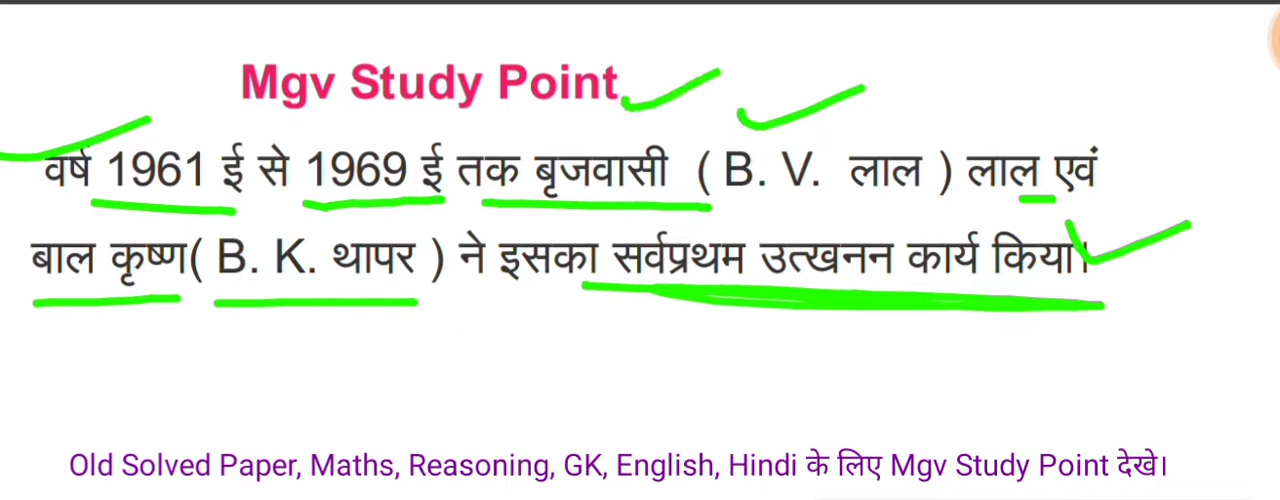 Mgv Study Point
वर्ष 1961 ई से 1969 ई तक बृजवासी ( B. V. लाल ) लाल एवं
बाल कृष्ण( B. K. थापर ) ने इसका सर्वप्रथम उत्खनन कार्य किया।
Old Solved Paper, Maths, Reasoning, GK, English, Hindi के लिए Mgv Study Point देखे।